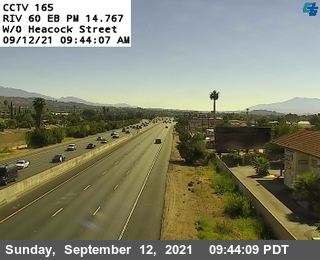 CCTV 165
RIV 60 EB PM 14.767
W/O Heacock Street
09/12/21 09:44:07 AM
Sunday, September 12, 2021 09:44:09 PDT